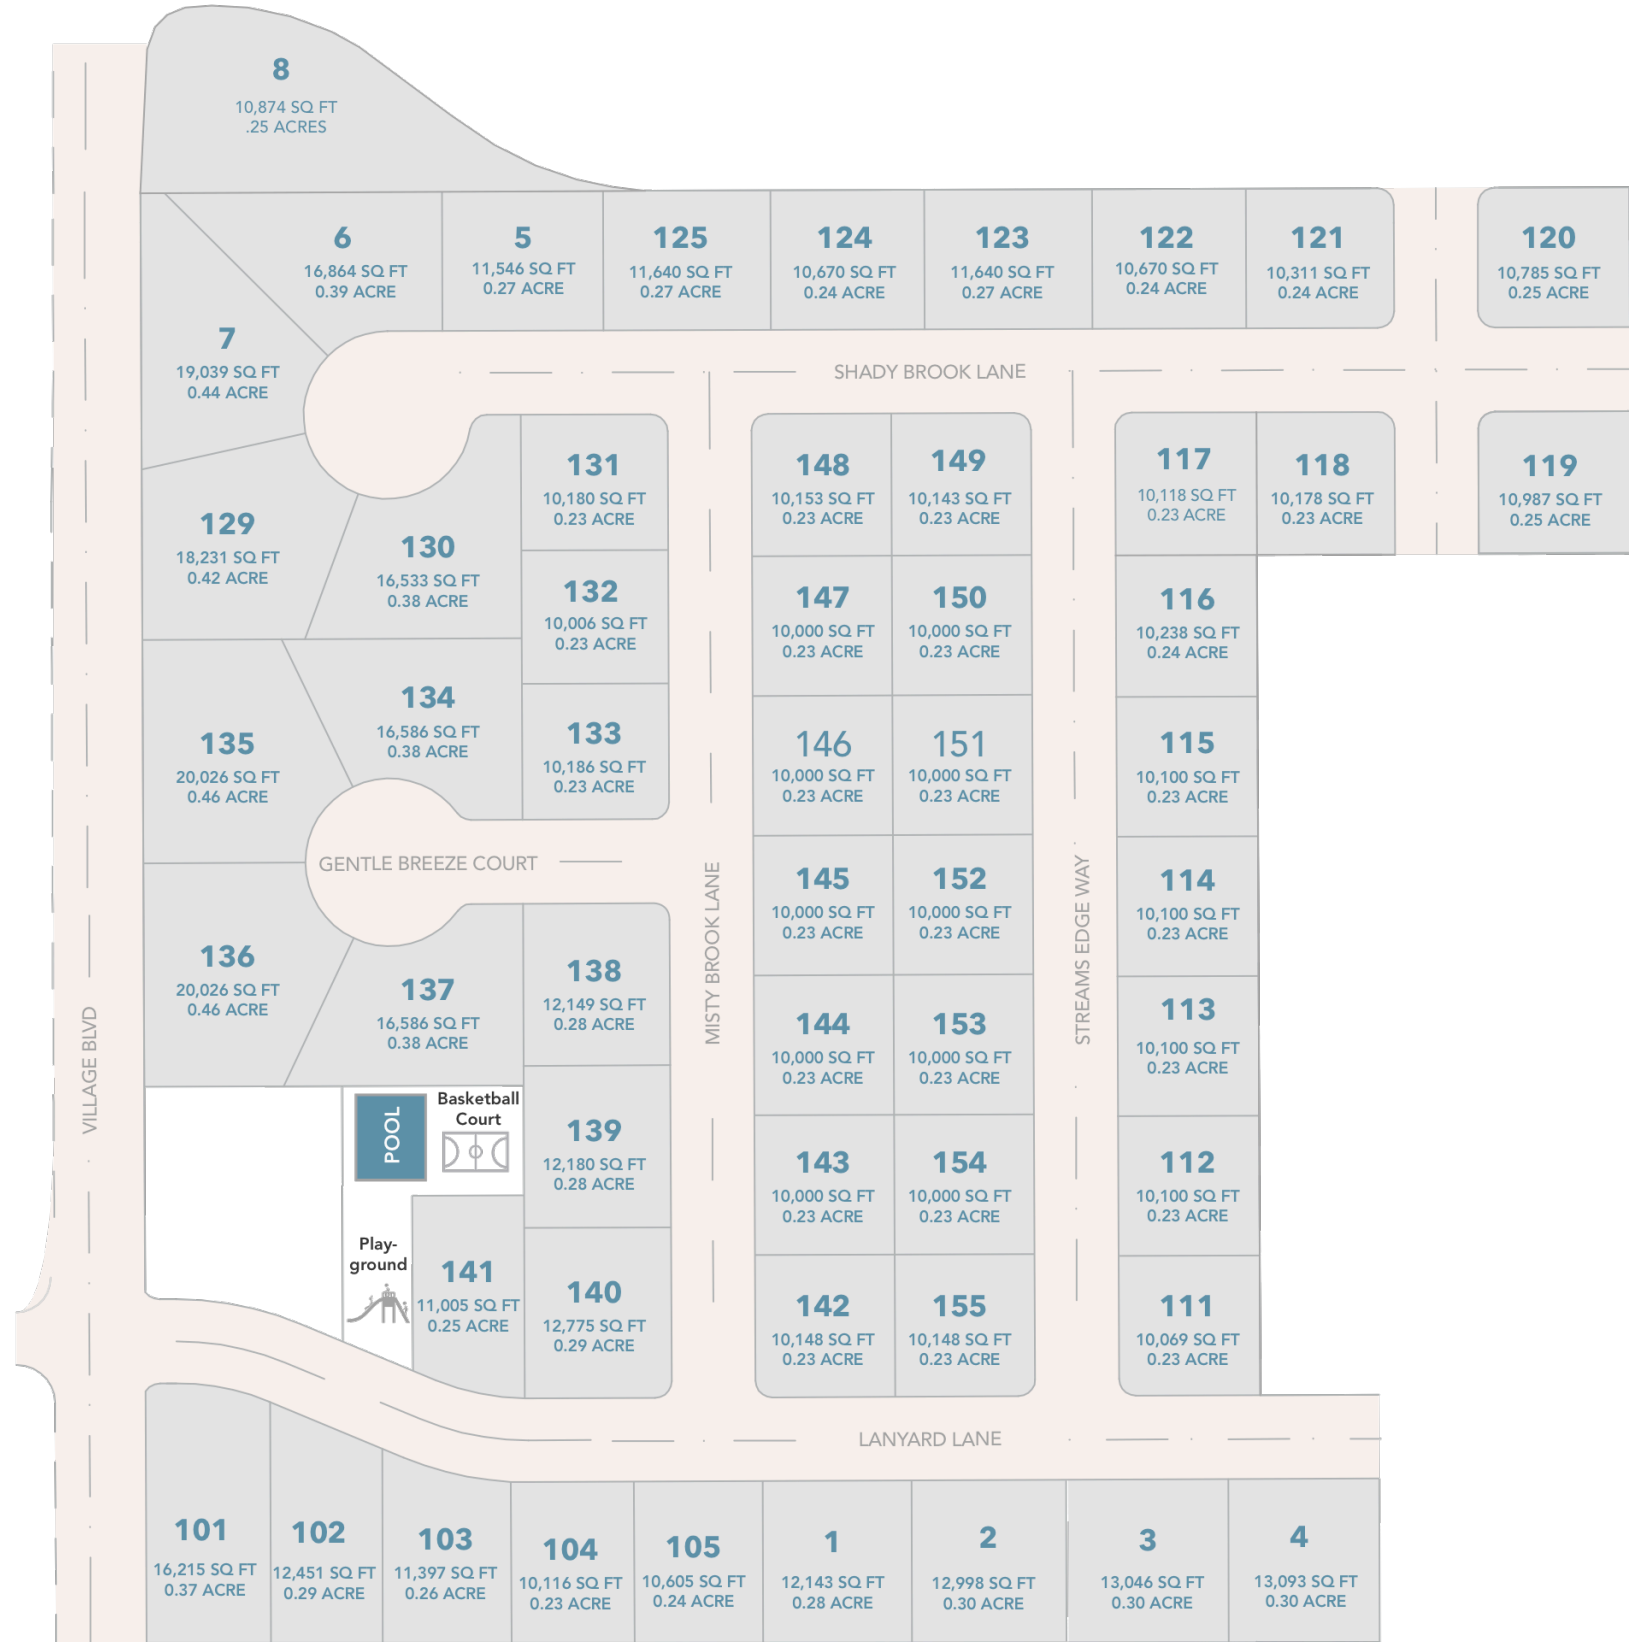 8
10,874 SQ FT
.25 ACRES
6
16,864 SQ FT
0.39 ACRE
5
11,546 SQ FT
0.27 ACRE
125
11,640 SQ FT
0.27 ACRE
124
10,670 SQ FT
0.24 ACRE
123
11,640 SQ FT
0.27 ACRE
122
10,670 SQ FT
0.24 ACRE
121
10,311 SQ FT
0.24 ACRE
120
10,785 SQ FT
0.25 ACRE
7
19,039 SQ FT
0.44 ACRE
SHADY BROOK LANE
129
18,231 SQ FT
0.42 ACRE
130
16,533 SQ FT
0.38 ACRE
131
10,180 SQ FT
0.23 ACRE
132
10,006 SQ FT
0.23 ACRE
133
10,186 SQ FT
0.23 ACRE
134
16,586 SQ FT
0.38 ACRE
135
20,026 SQ FT
0.46 ACRE
GENTLE BREEZE COURT
136
20,026 SQ FT
0.46 ACRE
137
16,586 SQ FT
0.38 ACRE
138
12,149 SQ FT
0.28 ACRE
139
12,180 SQ FT
0.28 ACRE
140
12,775 SQ FT
0.29 ACRE
141
11,005 SQ FT
0.25 ACRE
POOL
Basketball
Court
Play-
ground
VILLAGE BLVD
MISTY BROOK LANE
148
10,153 SQ FT
0.23 ACRE
149
10,143 SQ FT
0.23 ACRE
147
10,000 SQ FT
0.23 ACRE
150
10,000 SQ FT
0.23 ACRE
146
10,000 SQ FT
0.23 ACRE
151
10,000 SQ FT
0.23 ACRE
145
10,000 SQ FT
0.23 ACRE
152
10,000 SQ FT
0.23 ACRE
144
10,000 SQ FT
0.23 ACRE
153
10,000 SQ FT
0.23 ACRE
143
10,000 SQ FT
0.23 ACRE
154
10,000 SQ FT
0.23 ACRE
142
10,148 SQ FT
0.23 ACRE
155
10,148 SQ FT
0.23 ACRE
STREAMS EDGE WAY
117
10,118 SQ FT
0.23 ACRE
118
10,178 SQ FT
0.23 ACRE
119
10,987 SQ FT
0.25 ACRE
116
10,238 SQ FT
0.24 ACRE
115
10,100 SQ FT
0.23 ACRE
114
10,100 SQ FT
0.23 ACRE
113
10,100 SQ FT
0.23 ACRE
112
10,100 SQ FT
0.23 ACRE
111
10,069 SQ FT
0.23 ACRE
LANYARD LANE
101
16,215 SQ FT
0.37 ACRE
102
12,451 SQ FT
0.29 ACRE
103
11,397 SQ FT
0.26 ACRE
104
10,116 SQ FT
0.23 ACRE
105
10,605 SQ FT
0.24 ACRE
1
12,143 SQ FT
0.28 ACRE
2
12,998 SQ FT
0.30 ACRE
3
13,046 SQ FT
0.30 ACRE
4
13,093 SQ FT
0.30 ACRE